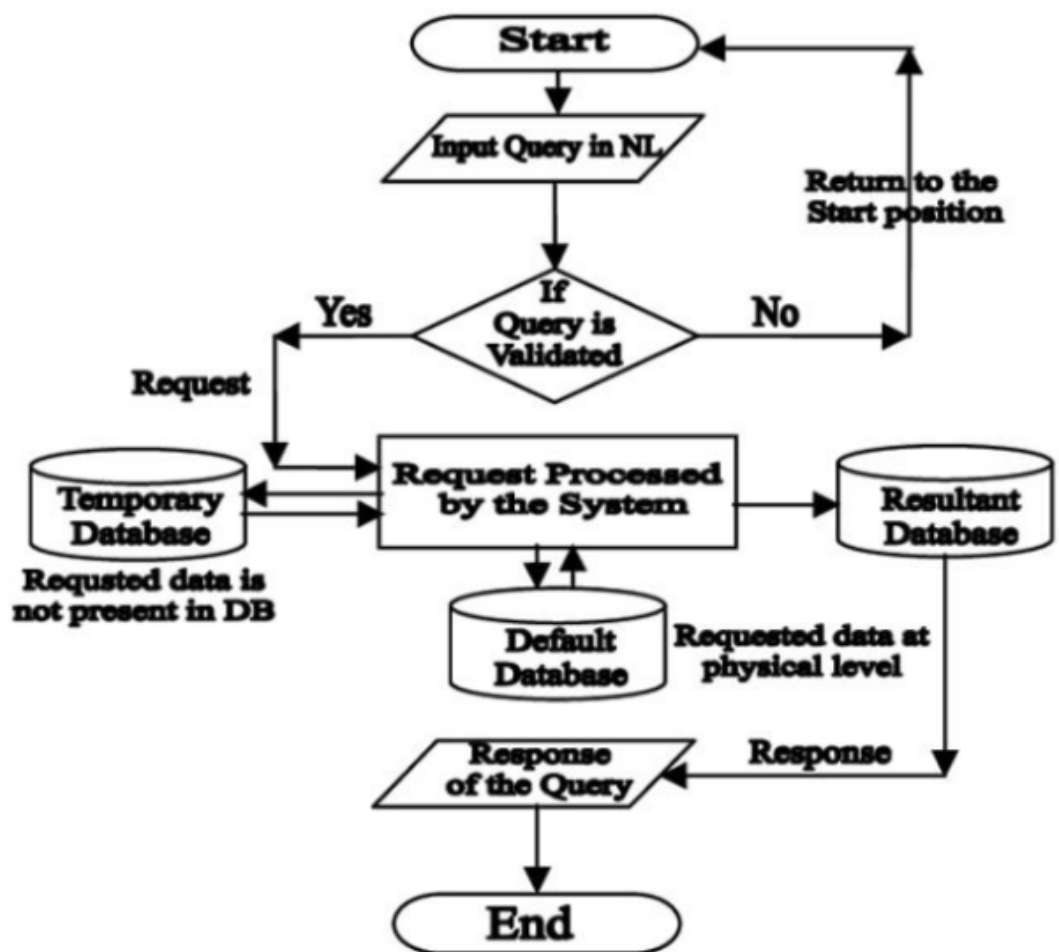 Start
Input Query in NL
Return to the
Start position
If
Query is
Validated
Yes
No
Request
Request Processed
by the System
Temporary
Database
Resultant
Database
Requsted data is
not present in DB
Default
Database
Requested data at
physical level
Response
of the Query
Response
End